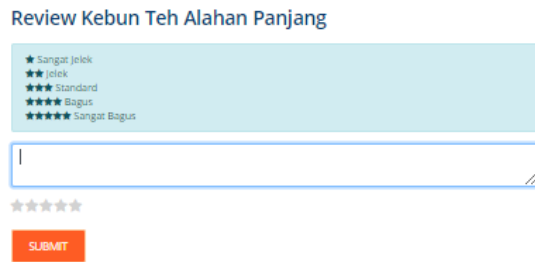 Review Kebun Teh Alahan Panjang
★ Sangat Jelek
★★ Jelek
★★★ Standard
★★★★ Bagus
★★★★★ Sangat Bagus
SUBMIT